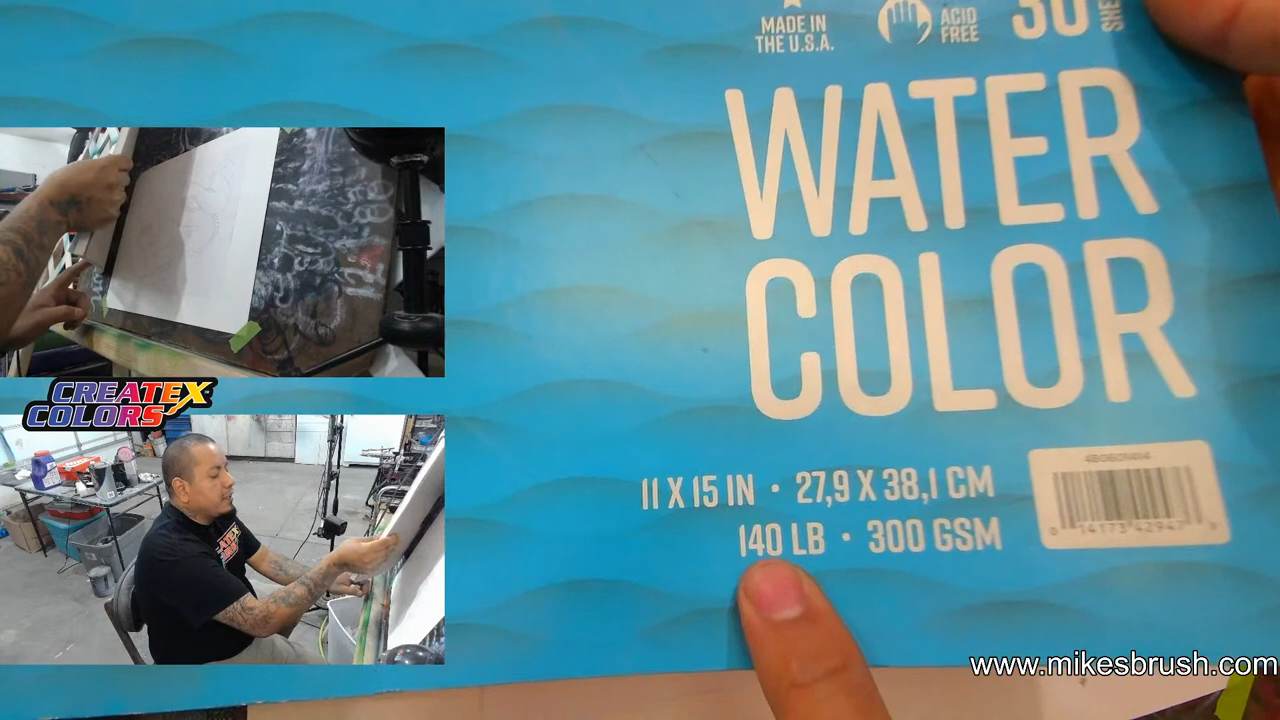 MADE IN
THE U.S.A.
ACID
FREE
30
WATER
COLOR
11 X 15 IN • 27,9 X 38,1 CM
140 LB • 300 GSM
CREATEX
COLORS
www.mikesbrush.com